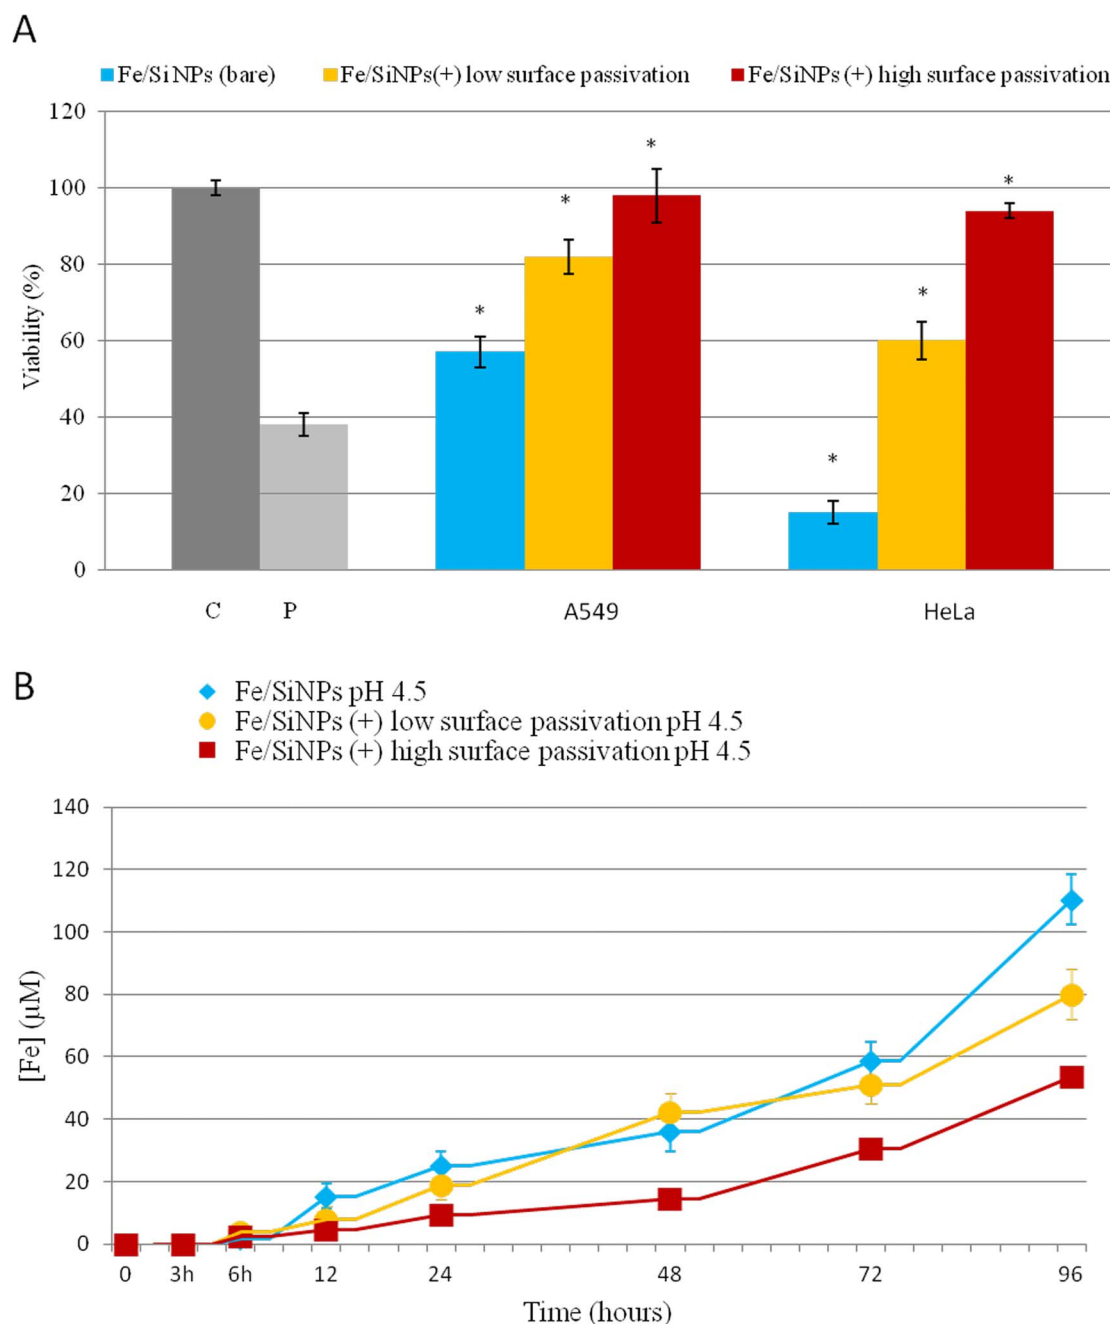 A
Fe/Si NPs (bare) Fe/SiNPs(+) low surface passivation Fe/SiNPs (+) high surface passivation
120
100
80
60
40
20
0
Viability (%)
* * * * * *
C P A549 HeLa
B
Fe/SiNPs pH 4.5
Fe/SiNPs (+) low surface passivation pH 4.5
Fe/SiNPs (+) high surface passivation pH 4.5
140
120
100
80
60
40
20
0
[Fe] (µM)
0 3h 6h 12 24 48 72 96
Time (hours)